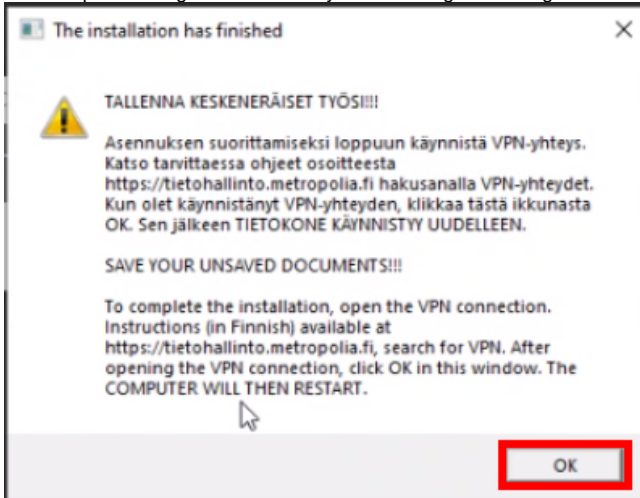 The installation has finished
TALLENNA KESKENERÄISET TYÖSI!!!
Asennuksen suorittamiseksi loppuun käynnistä VPN-yhteys.
Katso tarvittaessa ohjeet osoitteesta
https://tietohallinto.metropolia.fi hakusanalla VPN-yhteydet.
Kun olet käynnistänyt VPN-yhteyden, klikkaa tästä ikkunasta
OK. Sen jälkeen TIETOKONE KÄYNNISTYY UUDELLEEN.
SAVE YOUR UNSAVED DOCUMENTS!!!
To complete the installation, open the VPN connection.
Instructions (in Finnish) available at
https://tietohallinto.metropolia.fi, search for VPN. After
opening the VPN connection, click OK in this window. The
COMPUTER WILL THEN RESTART.
OK